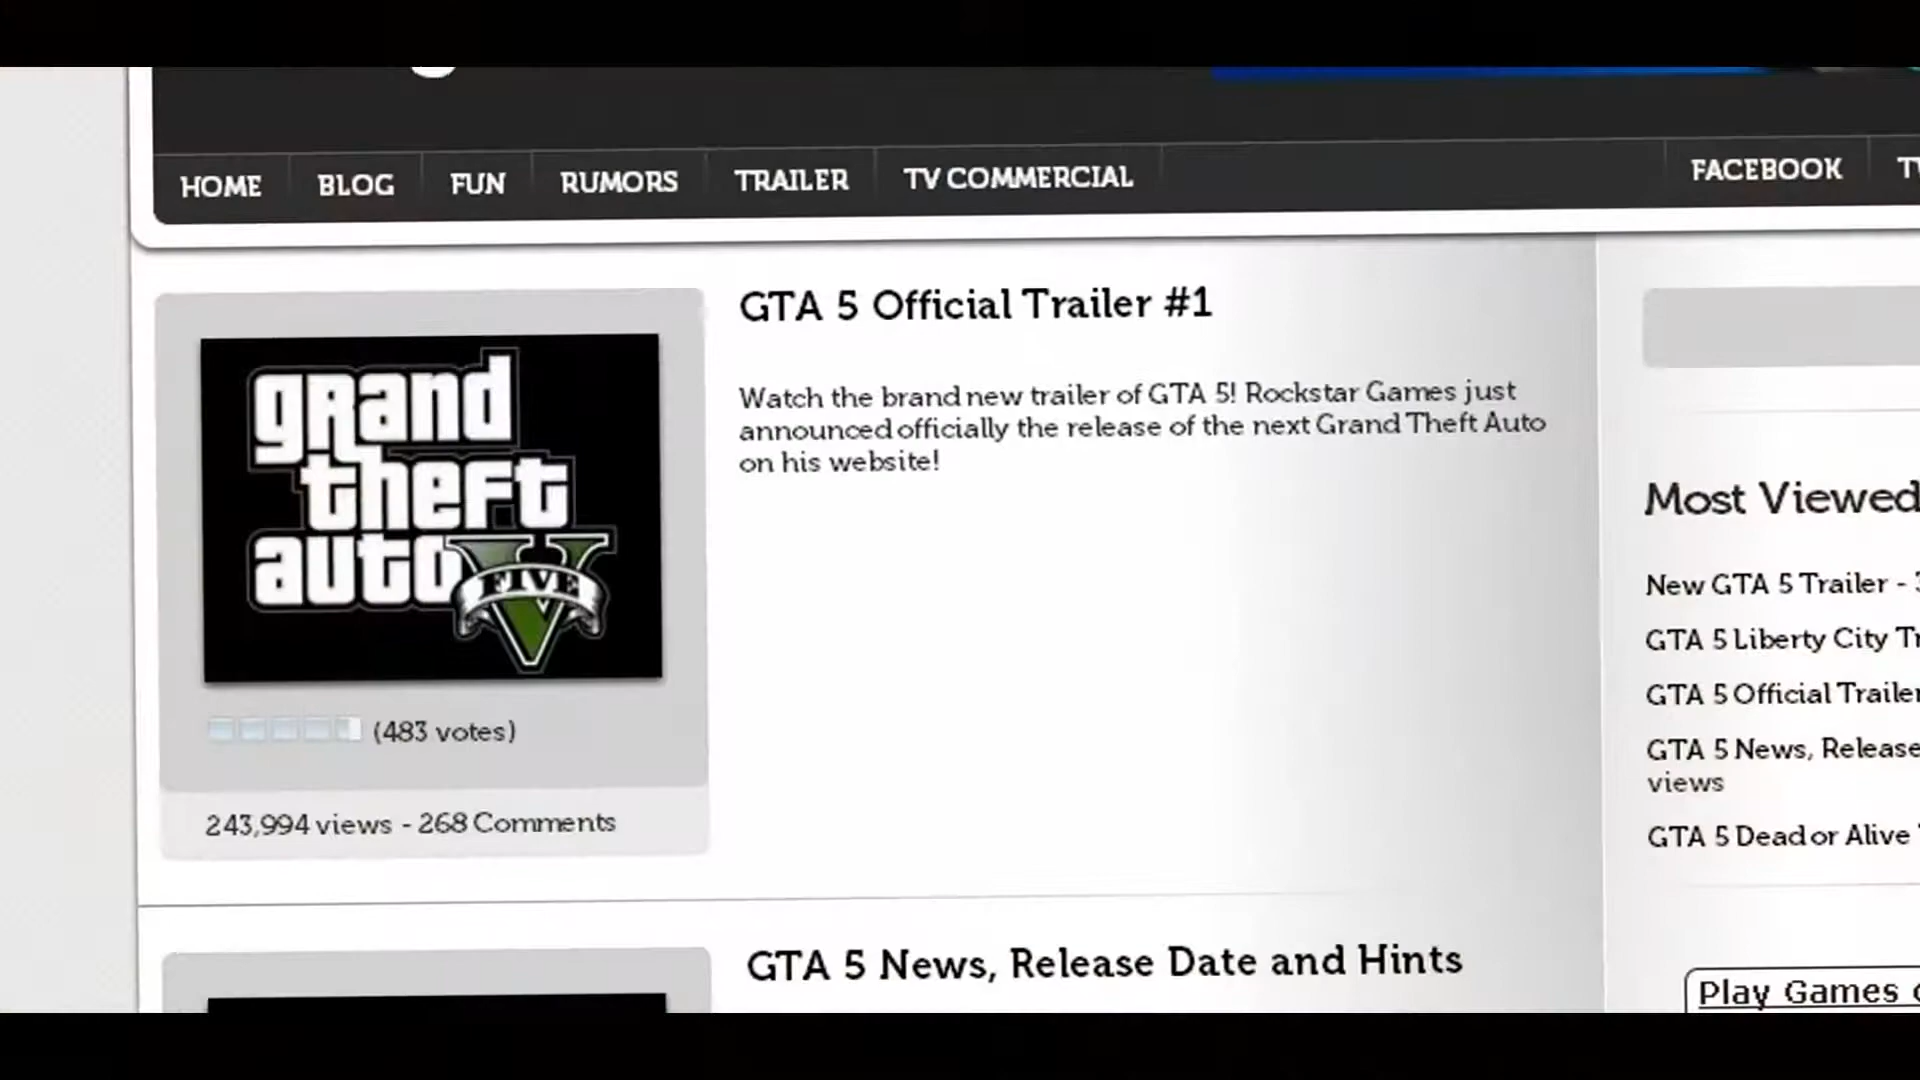 HOME BLOG FUN RUMORS TRAILER TV COMMERCIAL FACEBOOK
GTA 5 Official Trailer #1
Watch the brand new trailer of GTA 5! Rockstar Games just
announced officially the release of the next Grand Theft Auto
on his website!
grand
theft
auto
FIVE
V
(483 votes)
243,994 views - 268 Comments
Most Viewed
New GTA 5 Trailer -
GTA 5 Liberty City
GTA 5 Official Trailer
GTA 5 News, Release
views
GTA 5 Dead or Alive
GTA 5 News, Release Date and Hints
Play Games